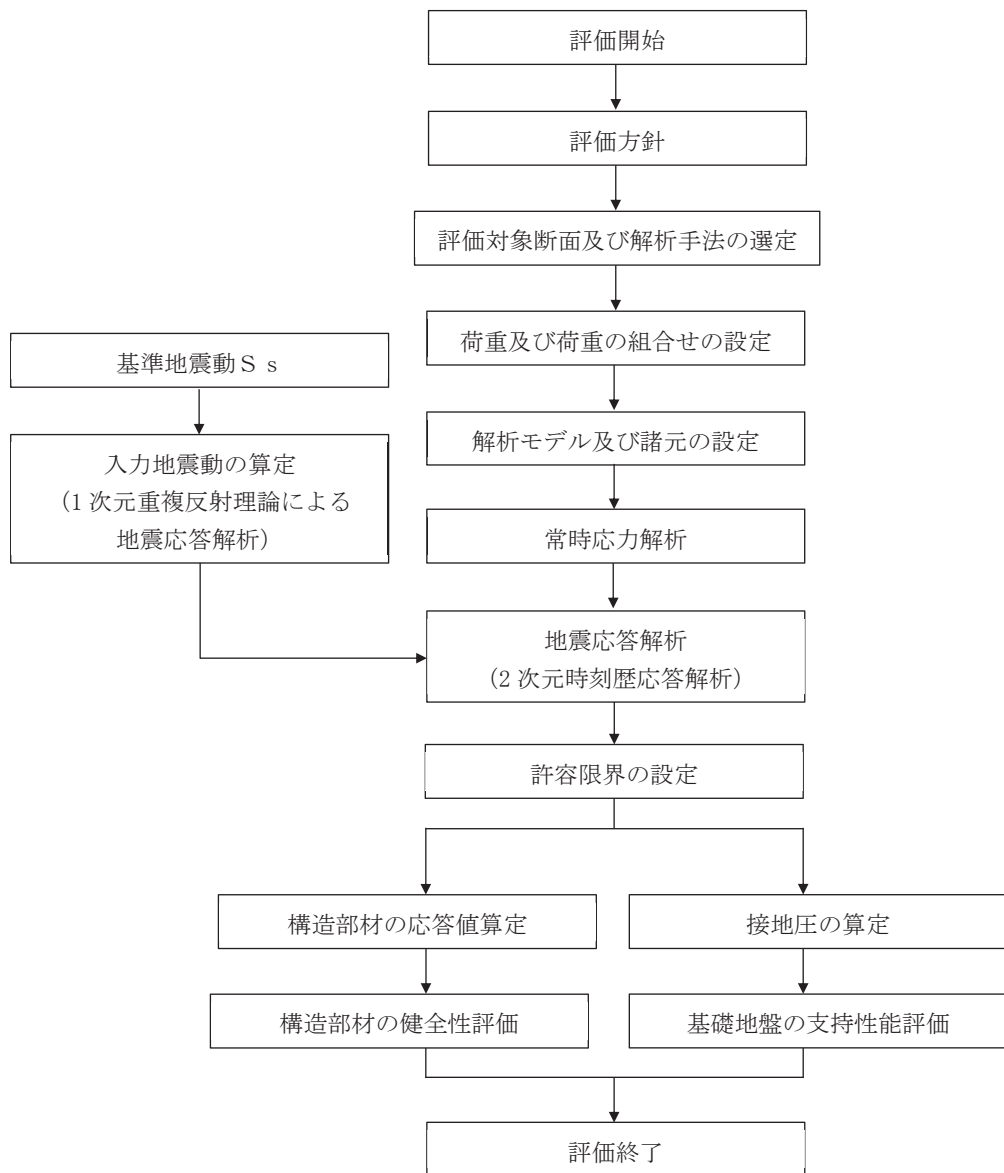 評価開始
評価方針
評価対象断面及び解析手法の選定
荷重及び荷重の組合せの設定
基準地震動Ｓｓ
解析モデル及び諸元の設定
入力地震動の算定
（1 次元重複反射理論による
地震応答解析）
常時応力解析
地震応答解析
（2 次元時刻歴応答解析）
許容限界の設定
構造部材の応答値算定
接地圧の算定
構造部材の健全性評価
基礎地盤の支持性能評価
評価終了